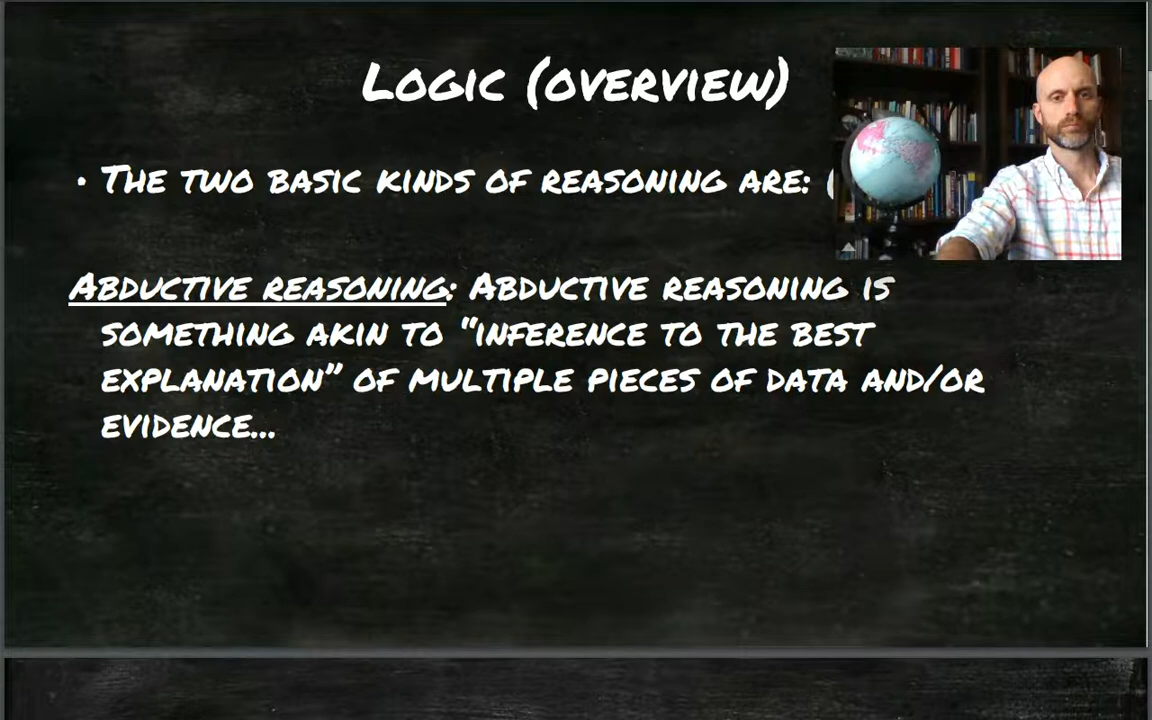 Logic (overview)
• The two basic kinds of reasoning are: (
Abductive reasoning: Abductive reasoning is
something akin to “inference to the best
explanation” of multiple pieces of data and/or
evidence...